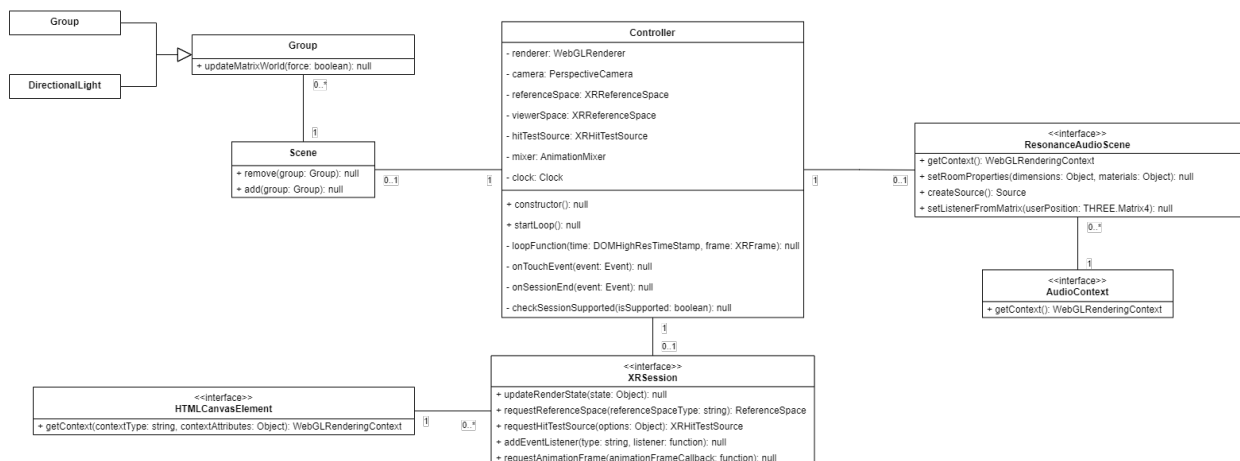 Group
DirectionalLight
Group
+ updateMatrixWorld(force: boolean): null
0..*
1
Scene
+ remove(group: Group): null
+ add(group: Group): null
0..1
1
Controller
- renderer: WebGLRenderer
- camera: PerspectiveCamera
- referenceSpace: XRReferenceSpace
- viewerSpace: XRReferenceSpace
- hitTestSource: XRHitTestSource
- mixer: AnimationMixer
- clock: Clock
+ constructor(): null
+ startLoop(): null
- loopFunction(time: DOMHighResTimeStamp, frame: XRFrame): null
- onTouchEvent(event: Event): null
- onSessionEnd(event: Event): null
- checkSessionSupported(isSupported: boolean): null
1
0..1
<<interface>>
ResonanceAudioScene
+ getContext(): WebGLRenderingContext
+ setRoomProperties(dimensions: Object, materials: Object): null
+ createSource(): Source
+ setListenerFromMatrix(userPosition: THREE.Matrix4): null
0..*
1
<<interface>>
AudioContext
+ getContext(): WebGLRenderingContext
1
0..1
<<interface>>
XRSession
+ updateRenderState(state: Object): null
+ requestReferenceSpace(referenceSpaceType: string): ReferenceSpace
+ requestHitTestSource(options: Object): XRHitTestSource
+ addEventListener(type: string, listener: function): null
+ requestAnimationFrame(animationFrameCallback: function): null
<<interface>>
HTMLCanvasElement
+ getContext(contextType: string, contextAttributes: Object): WebGLRenderingContext
1
0..*